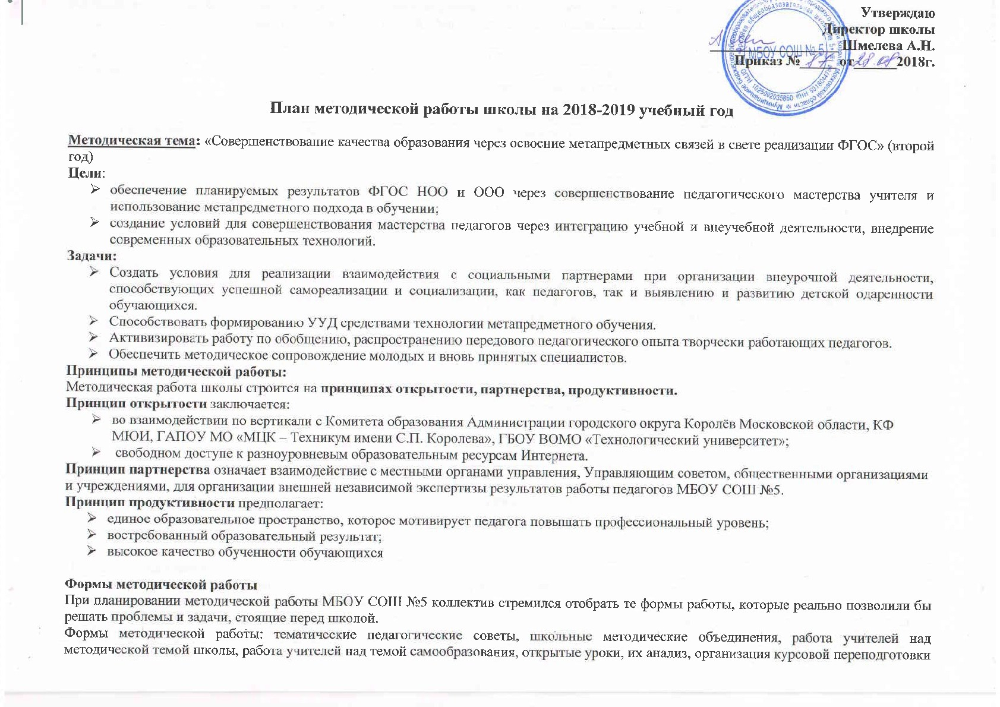 Утверждаю
Директор школы
Шмелева А.Н.
Приказ № 87 от 28.08 2018г.
МБОУ СОШ № 5
План методической работы школы на 2018-2019 учебный год
Методическая тема: «Совершенствование качества образования через освоение метапредметных связей в свете реализации ФГОС» (второй
год)
Цели:
➢ обеспечение планируемых результатов ФГОС НОО и ООО через совершенствование педагогического мастерства учителя и
использование метапредметного подхода в обучении;
➢ создание условий для совершенствования мастерства педагогов через интеграцию учебной и внеучебной деятельности, внедрение
современных образовательных технологий.
Задачи:
➢ Создать условия для реализации взаимодействия с социальными партнерами при организации внеурочной деятельности,
способствующих успешной самореализации и социализации, как педагогов, так и выявлению и развитию детской одаренности
обучающихся.
➢ Способствовать формированию УУД средствами технологии метапредметного обучения.
➢ Активизировать работу по обобщению, распространению передового педагогического опыта творчески работающих педагогов.
➢ Обеспечить методическое сопровождение молодых и вновь принятых специалистов.
Принципы методической работы:
Методическая работа школы строится на принципах открытости, партнерства, продуктивности.
Принцип открытости заключается:
➢ во взаимодействии по вертикали с Комитета образования Администрации городского округа Королёв Московской области, КФ
МЮИ, ГАПОУ МО «МЦК – Техникум имени С.П. Королева», ГБОУ ВОМО «Технологический университет»;
➢ свободном доступе к разноуровневым образовательным ресурсам Интернета.
Принцип партнерства означает взаимодействие с местными органами управления, Управляющим советом, общественными организациями
и учреждениями, для организации внешней независимой экспертизы результатов работы педагогов МБОУ СОШ №5.
Принцип продуктивности предполагает:
➢ единое образовательное пространство, которое мотивирует педагога повышать профессиональный уровень;
➢ востребованный образовательный результат;
➢ высокое качество обученности обучающихся
Формы методической работы
При планировании методической работы МБОУ СОШ №5 коллектив стремился отобрать те формы работы, которые реально позволили бы
решать проблемы и задачи, стоящие перед школой.
Формы методической работы: тематические педагогические советы, школьные методические объединения, работа учителей над
методической темой школы, работа учителей над темой самообразования, открытые уроки, их анализ, организация курсовой переподготовки